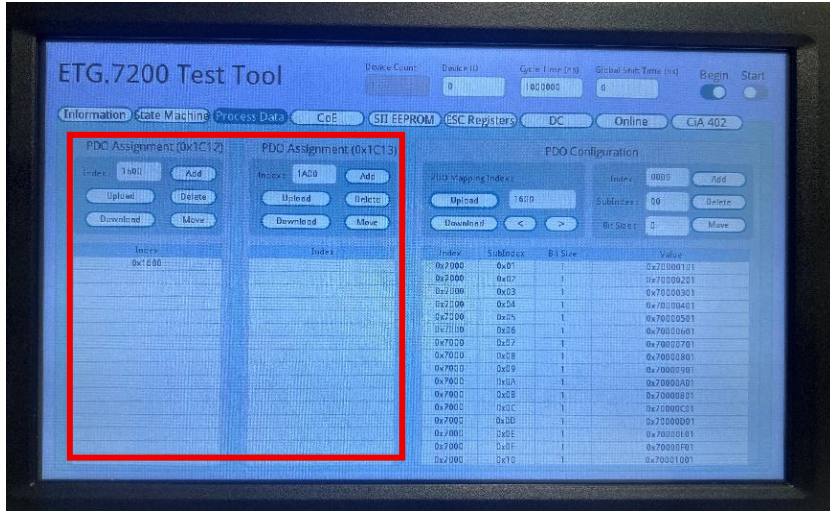 ETG.7200 Test Tool
Device Count
Device ID
Cycle Time (ns)
Global Shift Time (ns)
Begin
Start
0
1000000
0
Information
State Machine
Process Data
CoE
SII EEPROM
ESC Registers
DC
Online
CiA 402
PDO Assignment (0x1C12)
Index:
1600
Add
Upload
Delete
Download
Move
Index
0x1600
PDO Assignment (0x1C13)
Index:
1A00
Add
Upload
Delete
Download
Move
Index
PDO Configuration
PDO Mapping Index:
Upload
1600
Download
<
>
Index:
0000
Add
SubIndex:
00
Delete
Bit Size:
0
Move
Index SubIndex Bit Size Value
0x7000 0x01 1 0x70000101
0x7000 0x02 1 0x70000201
0x7000 0x03 1 0x70000301
0x7000 0x04 1 0x70000401
0x7000 0x05 1 0x70000501
0x7000 0x06 1 0x70000601
0x7000 0x07 1 0x70000701
0x7000 0x08 1 0x70000801
0x7000 0x09 1 0x70000901
0x7000 0x0A 1 0x70000A01
0x7000 0x0B 1 0x70000B01
0x7000 0x0C 1 0x70000C01
0x7000 0x0D 1 0x70000D01
0x7000 0x0E 1 0x70000E01
0x7000 0x0F 1 0x70000F01
0x7000 0x10 1 0x70001001